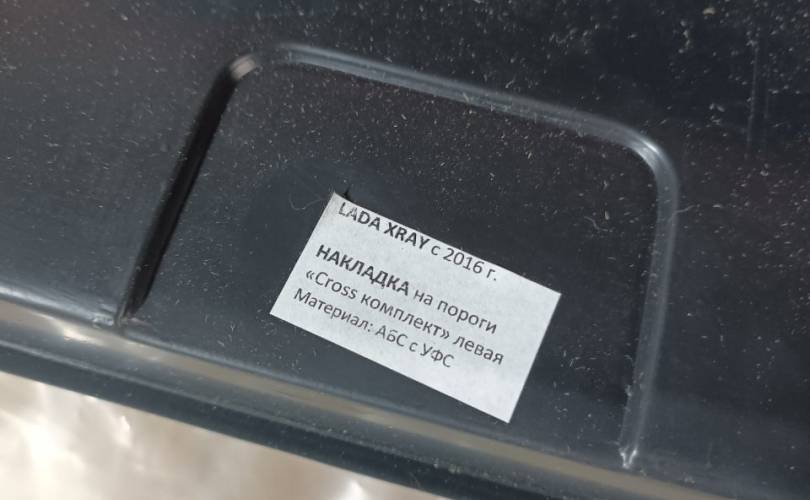 LADA XRAY с 2016 г.
НАКЛАДКА на пороги
«Cross комплект» левая
Материал: АБС с УФС